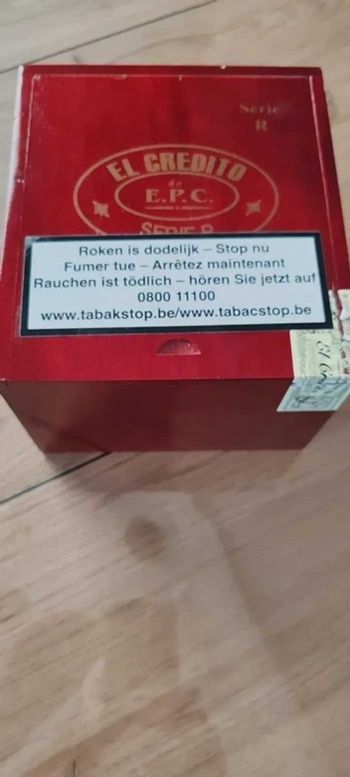 Serie
R
EL CREDITO
de
E.P.C.
SERIE R
Roken is dodelijk – Stop nu
Fumer tue – Arrêtez maintenant
Rauchen ist tödlich – hören Sie jetzt auf
0800 11100
www.tabakstop.be/www.tabacstop.be